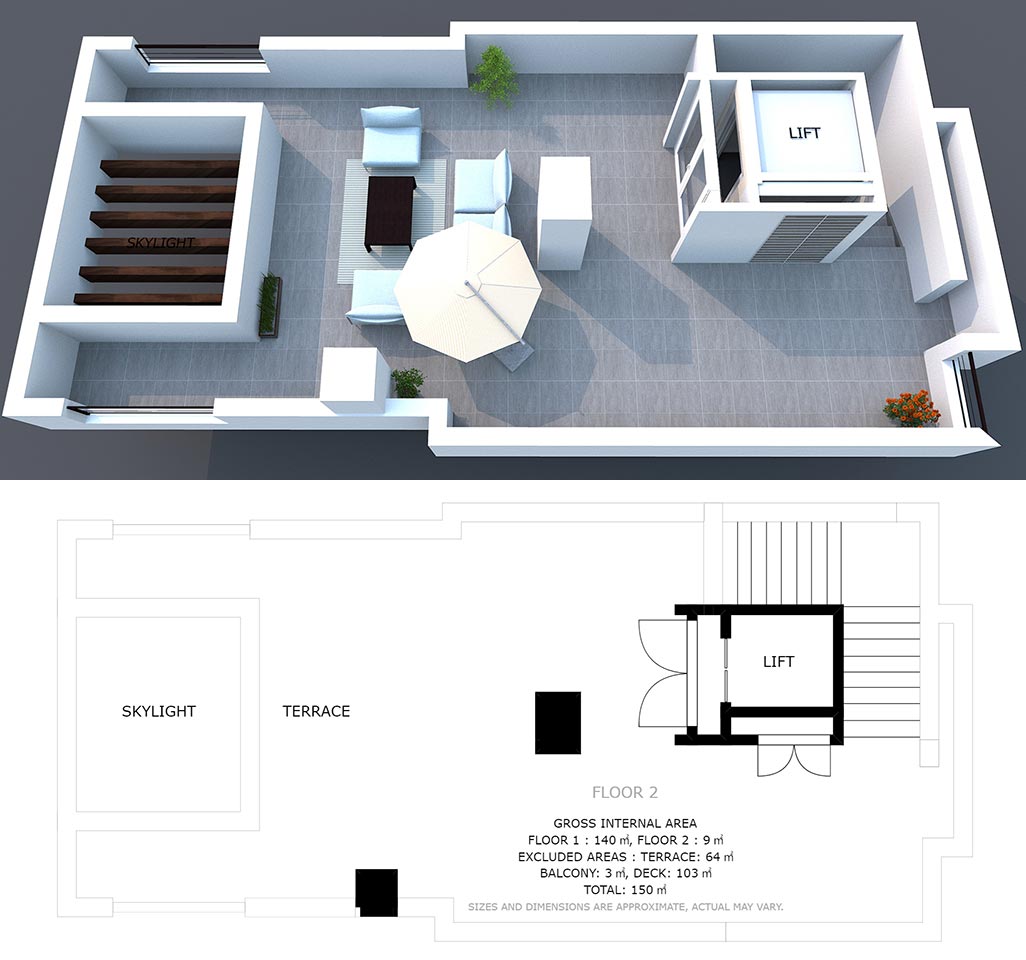 LIFT
SKYLIGHT
LIFT
SKYLIGHT
TERRACE
FLOOR 2
GROSS INTERNAL AREA
FLOOR 1 : 140 ㎡, FLOOR 2 : 9 ㎡
EXCLUDED AREAS : TERRACE: 64 ㎡
BALCONY: 3 ㎡, DECK: 103 ㎡
TOTAL: 150 ㎡
SIZES AND DIMENSIONS ARE APPROXIMATE, ACTUAL MAY VARY.